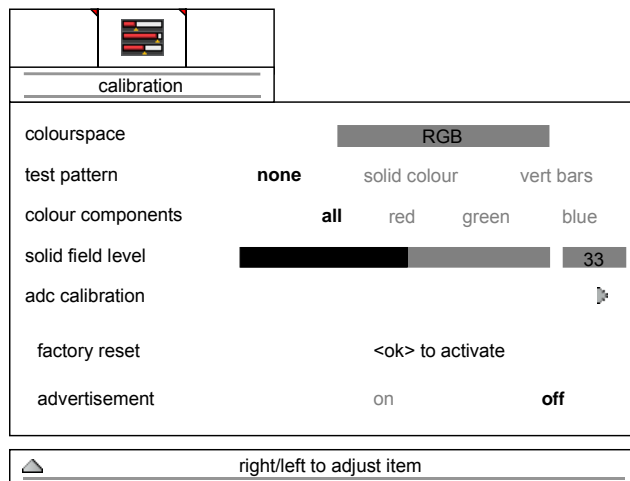 calibration
colourspace RGB
test pattern none solid colour vert bars
colour components all red green blue
solid field level 33
adc calibration
factory reset <ok> to activate
advertisement on off
right/left to adjust item